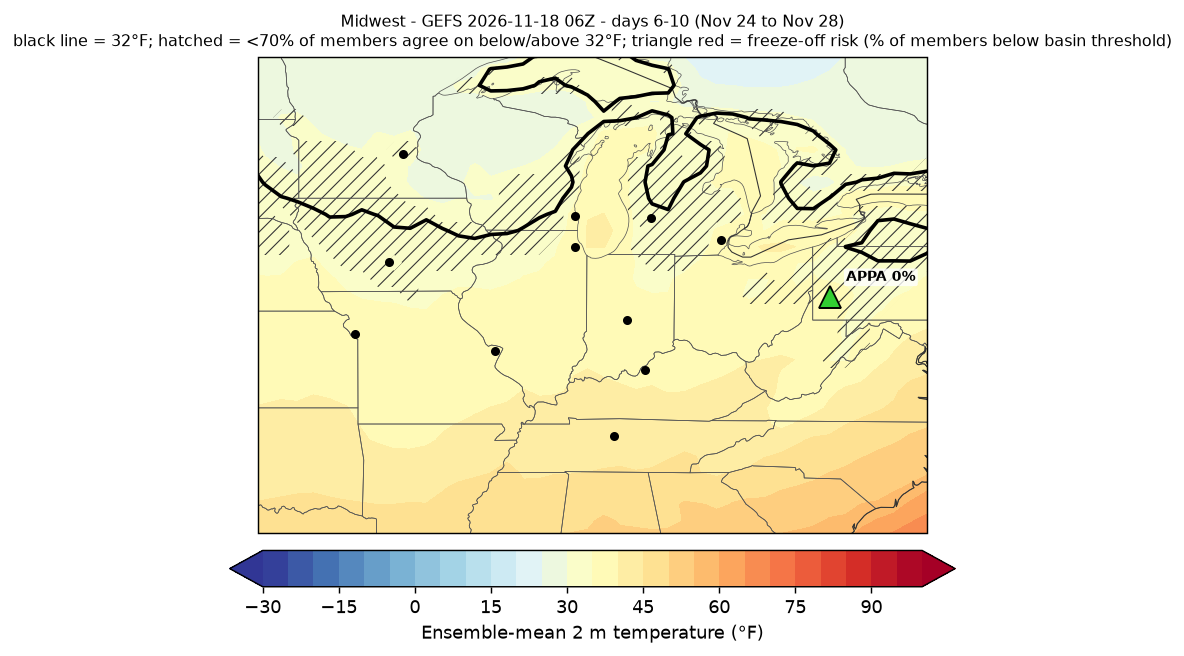 Midwest - GEFS 2026-11-18 06Z - days 6-10 (Nov 24 to Nov 28)
black line = 32°F; hatched = <70% of members agree on below/above 32°F; triangle red = freeze-off risk (% of members below basin threshold)
APPA 0%
−30 −15 0 15 30 45 60 75 90
Ensemble-mean 2 m temperature (°F)